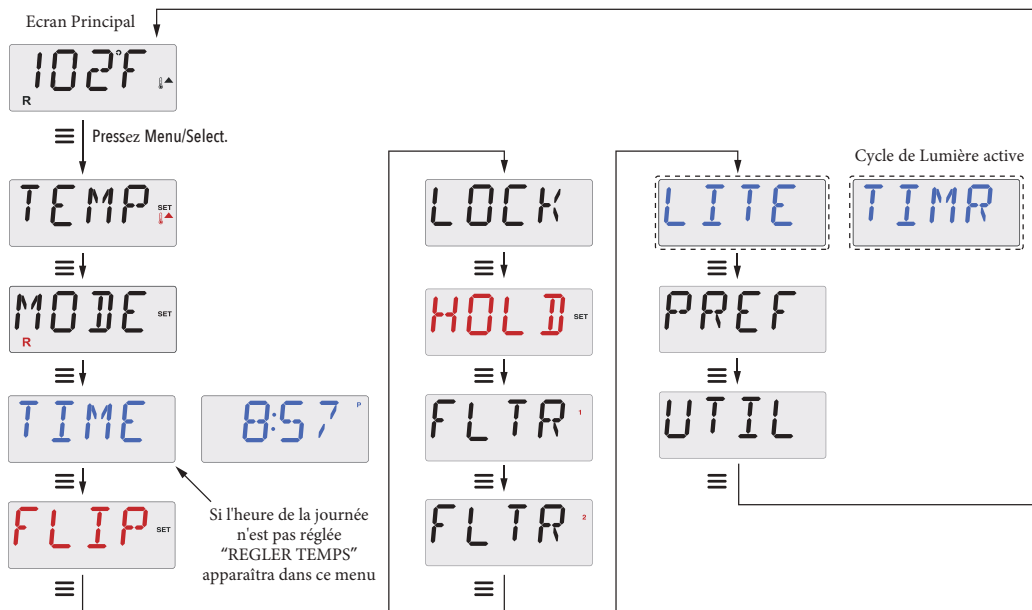 Ecran Principal
102°F
R
Pressez Menu/Select.
TEMP SET
MODE SET
R
TIME
8:57 P
FLIP SET
Si l'heure de la journée
n'est pas réglée
“REGLER TEMPS”
apparaîtra dans ce menu
LOCK
HOLD SET
FLTR 1
FLTR 2
Cycle de Lumière active
LITE
TIMR
PREF
UTIL